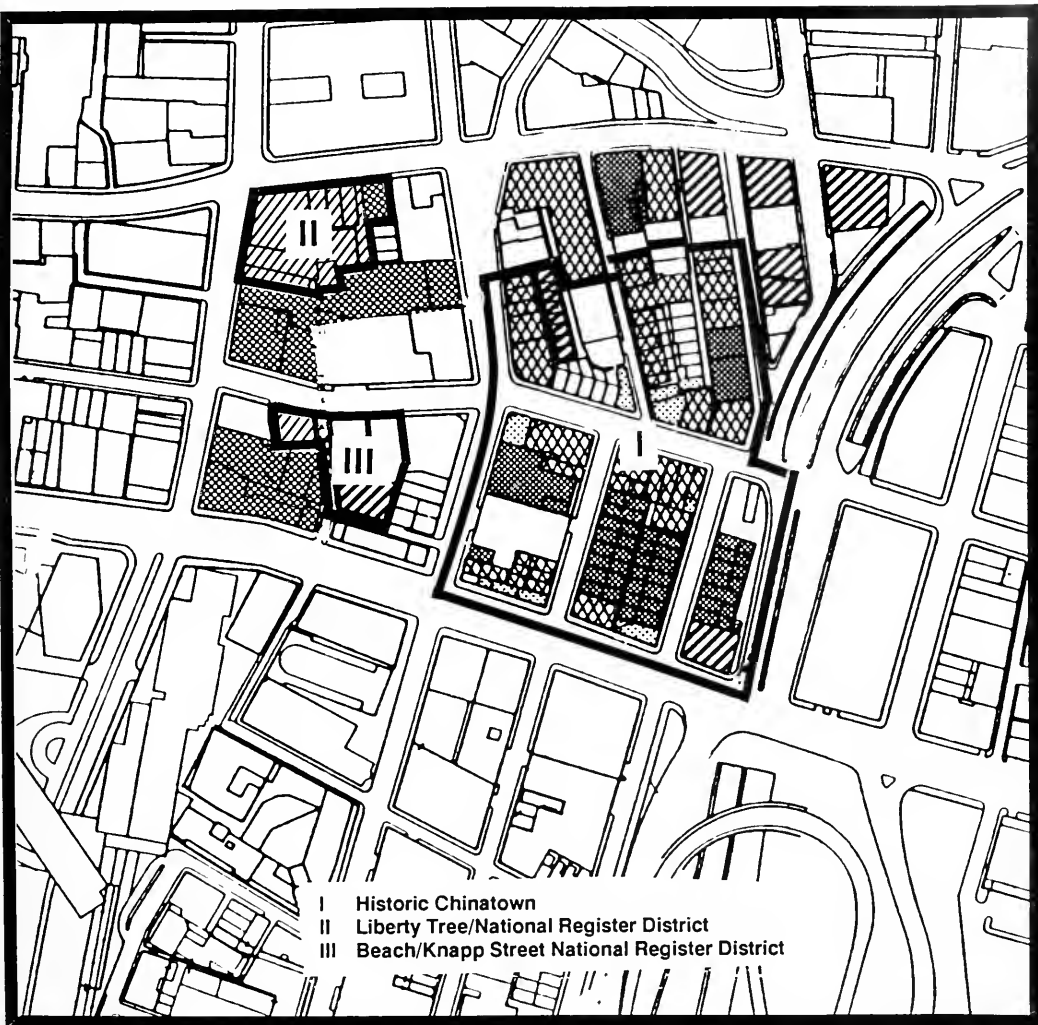 II
III
I
I Historic Chinatown
II Liberty Tree/National Register District
III Beach/Knapp Street National Register District